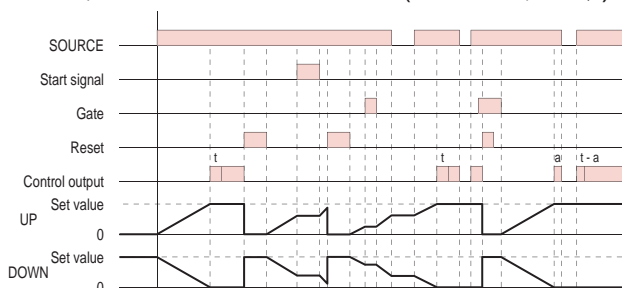 SOURCE
Start signal
Gate
Reset
t t a t - a
Control output
Set value
UP
0
Set value
DOWN
0